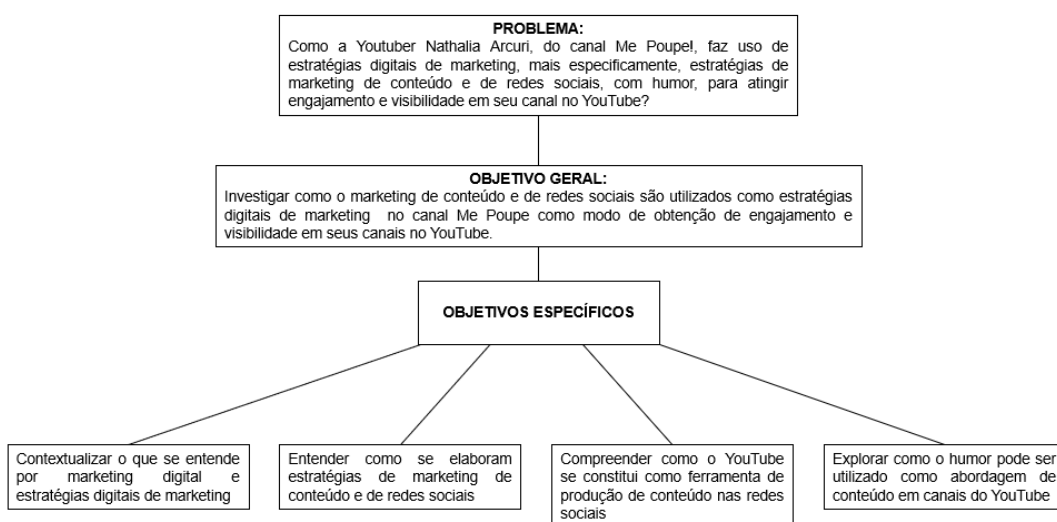 PROBLEMA:
Como a Youtuber Nathalia Arcuri, do canal Me Poupe!, faz uso de
estratégias digitais de marketing, mais especificamente, estratégias de
marketing de conteúdo e de redes sociais, com humor, para atingir
engajamento e visibilidade em seu canal no YouTube?
OBJETIVO GERAL:
Investigar como o marketing de conteúdo e de redes sociais são utilizados como estratégias
digitais de marketing no canal Me Poupe como modo de obtenção de engajamento e
visibilidade em seus canais no YouTube.
OBJETIVOS ESPECÍFICOS
Contextualizar o que se entende
por marketing digital e
estratégias digitais de marketing
Entender como se elaboram
estratégias de marketing de
conteúdo e de redes sociais
Compreender como o YouTube
se constitui como ferramenta de
produção de conteúdo nas redes
sociais
Explorar como o humor pode ser
utilizado como abordagem de
conteúdo em canais do YouTube